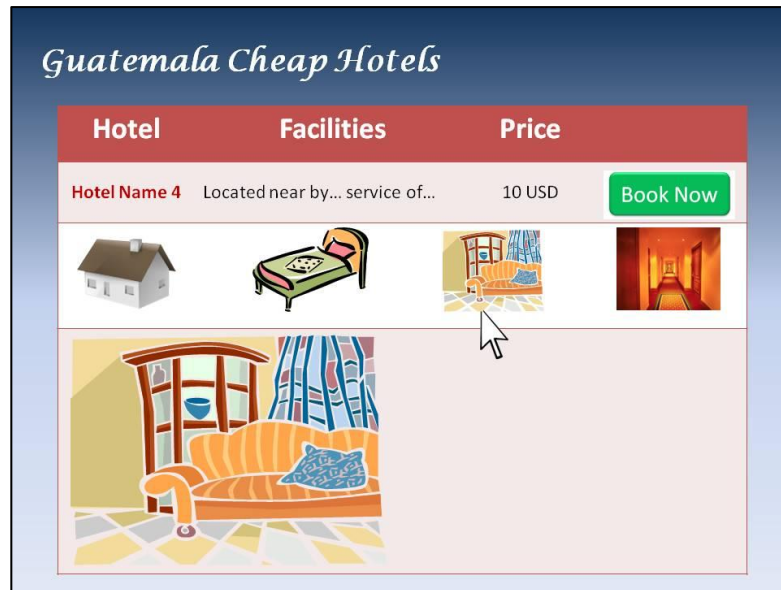 Guatemala Cheap Hotels
Hotel Facilities Price
Hotel Name 4 Located near by... service of... 10 USD Book Now